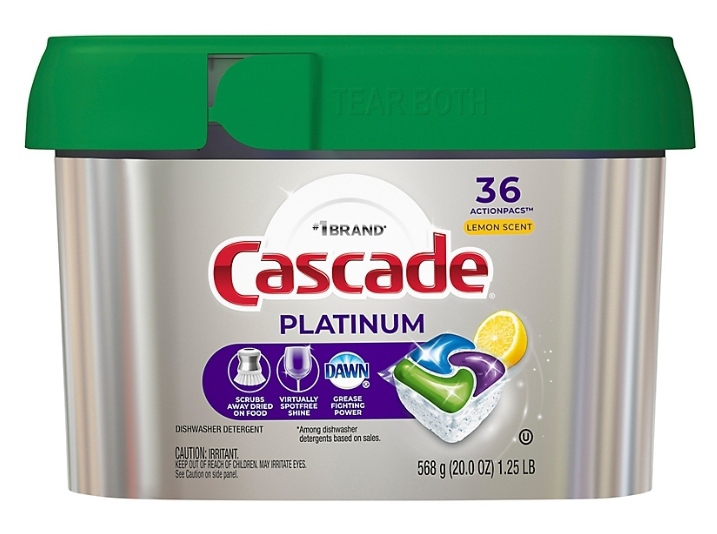 TEAR BOTH
36
ACTIONPACS™
LEMON SCENT
#1 BRAND*
Cascade®
PLATINUM
SCRUBS
AWAY DRIED
ON FOOD
VIRTUALLY
SPOTFREE
SHINE
DAWN®
GREASE
FIGHTING
POWER
DISHWASHER DETERGENT
*Among dishwasher
detergents based on sales.
CAUTION: IRRITANT.
KEEP OUT OF REACH OF CHILDREN. MAY IRRITATE EYES.
See Caution on side panel.
U
568 g (20.0 OZ) 1.25 LB